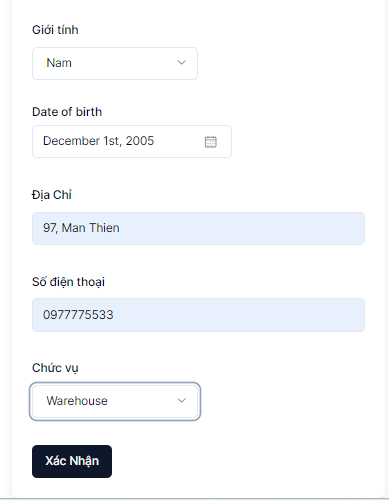 Giới tính
Nam
Date of birth
December 1st, 2005
Địa Chỉ
97, Man Thien
Số điện thoại
0977775533
Chức vụ
Warehouse
Xác Nhận